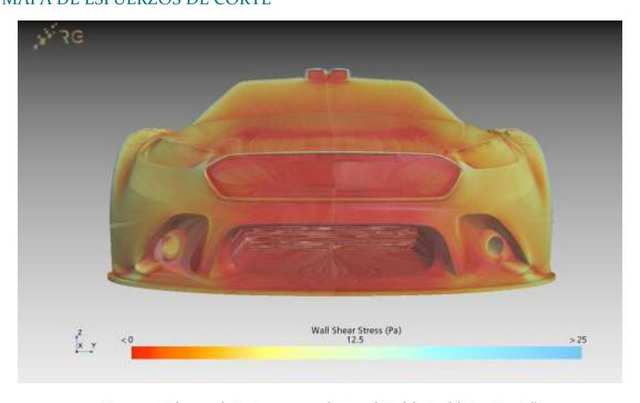 MAPA DE ESFUERZOS DE CORTE
RG
Z
X Y
Wall Shear Stress (Pa)
< 0
12.5
> 25